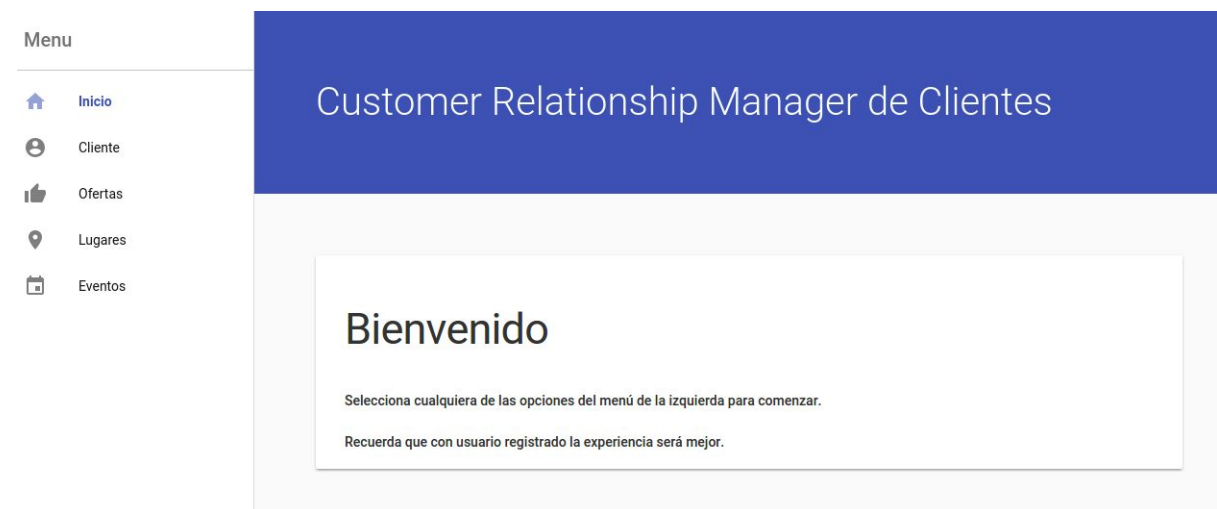 Menu
Inicio
Cliente
Ofertas
Lugares
Eventos
Customer Relationship Manager de Clientes
Bienvenido
Selecciona cualquiera de las opciones del menú de la izquierda para comenzar.
Recuerda que con usuario registrado la experiencia será mejor.